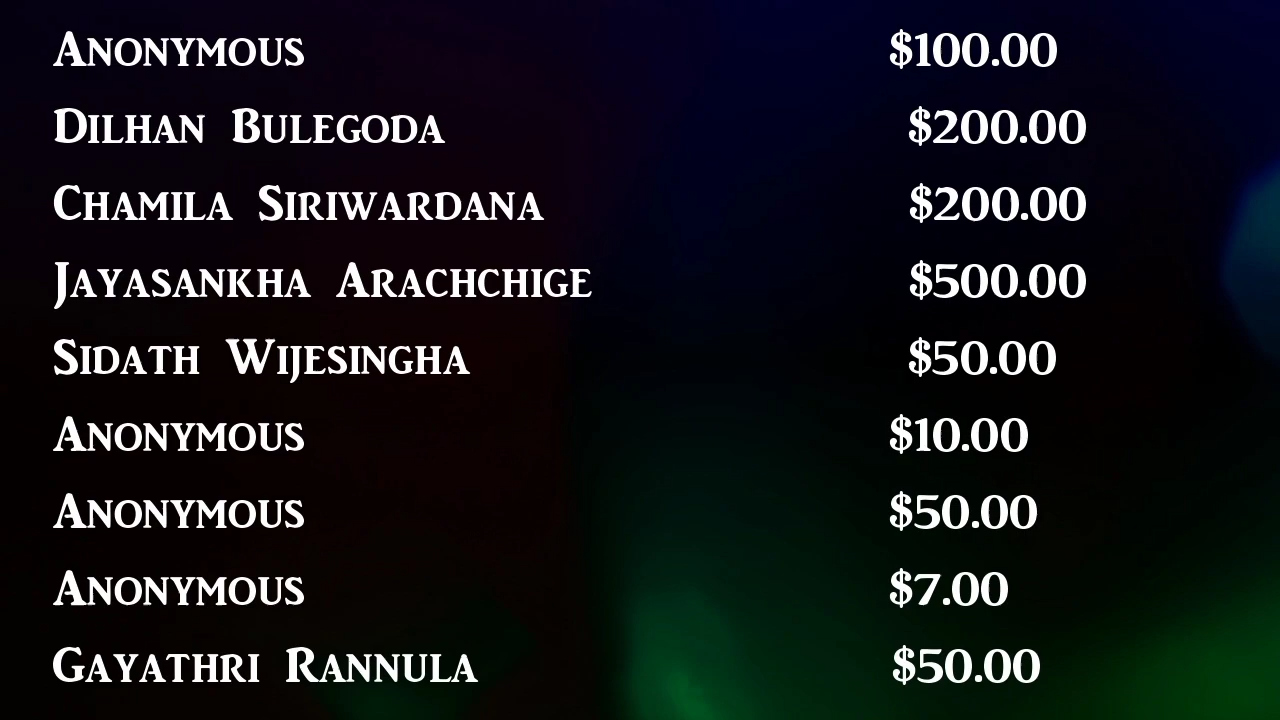 Anonymous $100.00
Dilhan Bulegoda $200.00
Chamila Siriwardana $200.00
Jayasankha Arachchige $500.00
Sidath Wijesingha $50.00
Anonymous $10.00
Anonymous $50.00
Anonymous $7.00
Gayathri Rannula $50.00